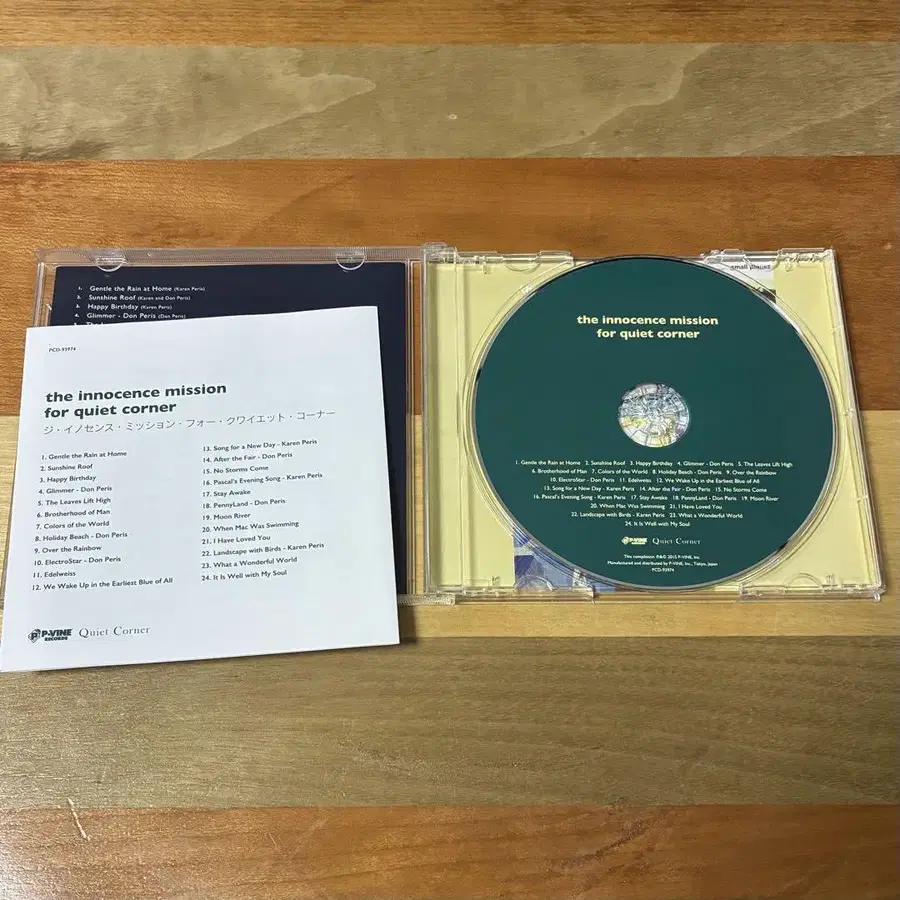 1. Gentle the Rain at Home (Karen Peris)
2. Sunshine Roof (Karen and Don Peris)
3. Happy Birthday (Karen Peris)
4. Glimmer - Don Peris (Don Peris)
PCD-93974
the innocence mission
for quiet corner
ジ・イノセンス・ミッション・フォー・クワイエット・コーナー
1. Gentle the Rain at Home
2. Sunshine Roof
3. Happy Birthday
4. Glimmer - Don Peris
5. The Leaves Lift High
6. Brotherhood of Man
7. Colors of the World
8. Holiday Beach - Don Peris
9. Over the Rainbow
10. ElectroStar - Don Peris
11. Edelweiss
12. We Wake Up in the Earliest Blue of All
13. Song for a New Day - Karen Peris
14. After the Fair - Don Peris
15. No Storms Come
16. Pascal's Evening Song - Karen Peris
17. Stay Awake
18. PennyLand - Don Peris
19. Moon River
20. When Mac Was Swimming
21. I Have Loved You
22. Landscape with Birds - Karen Peris
23. What a Wonderful World
24. It Is Well with My Soul
P-VINE RECORDS Quiet Corner
small
the innocence mission
for quiet corner
1. Gentle the Rain at Home 2. Sunshine Roof 3. Happy Birthday 4. Glimmer - Don Peris 5. The Leaves Lift High
6. Brotherhood of Man 7. Colors of the World 8. Holiday Beach - Don Peris 9. Over the Rainbow
10. ElectroStar - Don Peris 11. Edelweiss 12. We Wake Up in the Earliest Blue of All
13. Song for a New Day - Karen Peris 14. After the Fair - Don Peris 15. No Storms Come
16. Pascal's Evening Song - Karen Peris 17. Stay Awake 18. PennyLand - Don Peris 19. Moon River
20. When Mac Was Swimming 21. I Have Loved You
22. Landscape with Birds - Karen Peris 23. What a Wonderful World
24. It Is Well with My Soul
P-VINE RECORDS Quiet Corner
This compilation ℗&© 2015 P-VINE, Inc.
Manufactured and distributed by P-VINE, Inc., Tokyo, Japan
PCD-93974